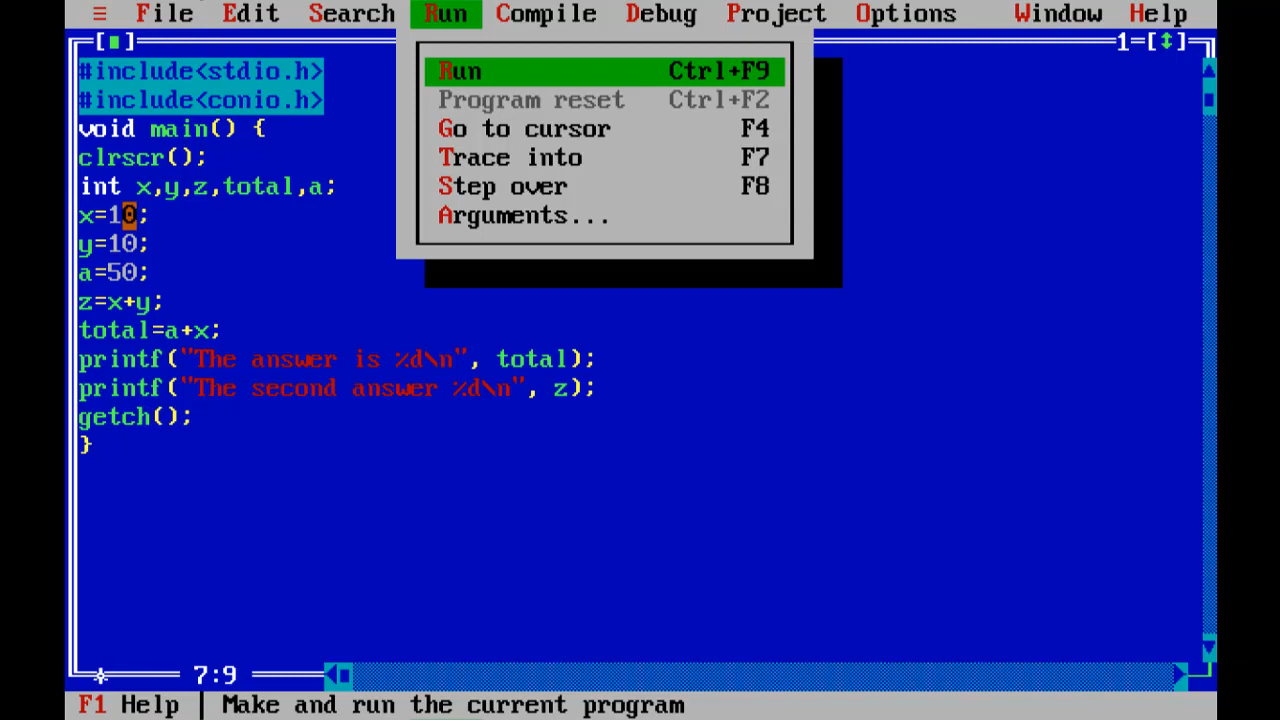 ≡ File Edit Search Run Compile Debug Project Options Window Help
[■] 1=[↕]
#include<stdio.h>
#include<conio.h>
void main() {
clrscr();
int x,y,z,total,a;
x=10;
y=10;
a=50;
z=x+y;
total=a+x;
printf("The answer is %d\n", total);
printf("The second answer %d\n", z);
getch();
}
Run Ctrl+F9
Program reset Ctrl+F2
Go to cursor F4
Trace into F7
Step over F8
Arguments...
7:9
F1 Help │ Make and run the current program